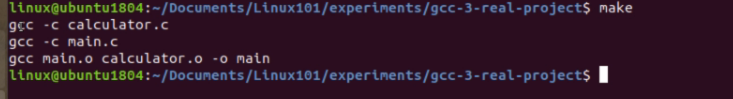 linux@ubuntu1804:~/Documents/Linux101/experiments/gcc-3-real-project$ make
gcc -c calculator.c
gcc -c main.c
gcc main.o calculator.o -o main
linux@ubuntu1804:~/Documents/Linux101/experiments/gcc-3-real-project$